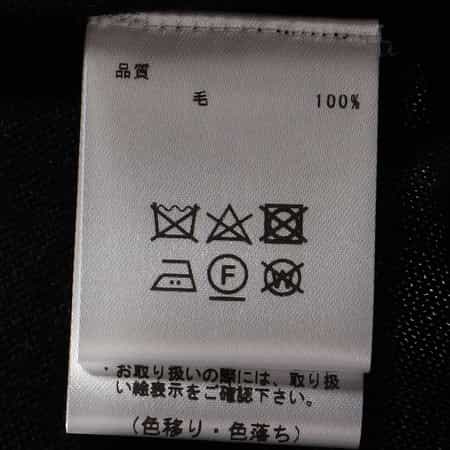 品質
毛 100%
F
W
・お取り扱いの際には、取り扱
い絵表示をご確認下さい。
(色移り・色落ち)